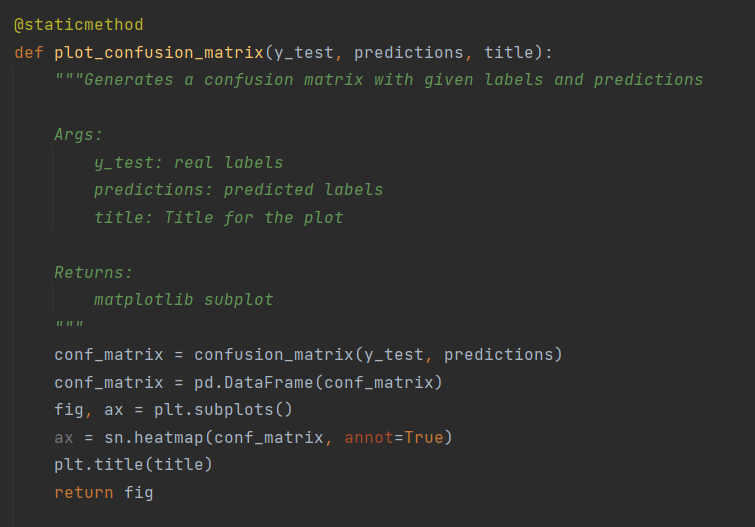 @staticmethod
def plot_confusion_matrix(y_test, predictions, title):
    """Generates a confusion matrix with given labels and predictions

    Args:
        y_test: real labels
        predictions: predicted labels
        title: Title for the plot

    Returns:
        matplotlib subplot
    """
    conf_matrix = confusion_matrix(y_test, predictions)
    conf_matrix = pd.DataFrame(conf_matrix)
    fig, ax = plt.subplots()
    ax = sn.heatmap(conf_matrix, annot=True)
    plt.title(title)
    return fig